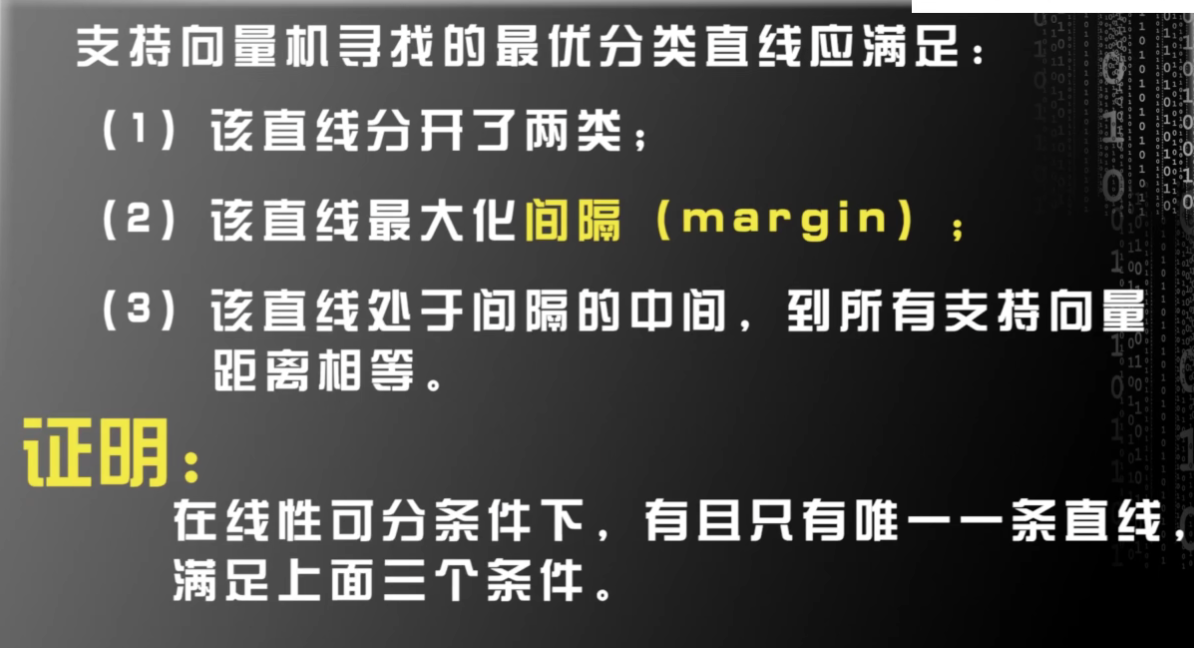 支持向量机寻找的最优分类直线应满足：
（1）该直线分开了两类；
（2）该直线最大化间隔（margin）；
（3）该直线处于间隔的中间，到所有支持向量
距离相等。
证明：
在线性可分条件下，有且只有唯一一条直线，
满足上面三个条件。